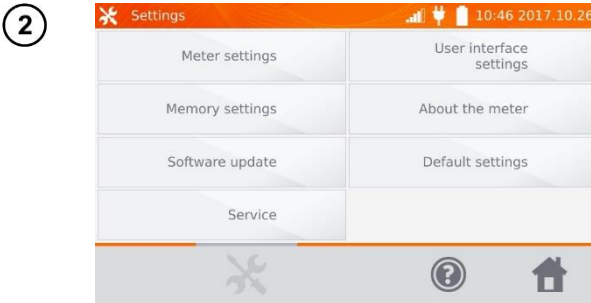 2
Settings
10:46 2017.10.26
Meter settings
User interface
settings
Memory settings
About the meter
Software update
Default settings
Service
?